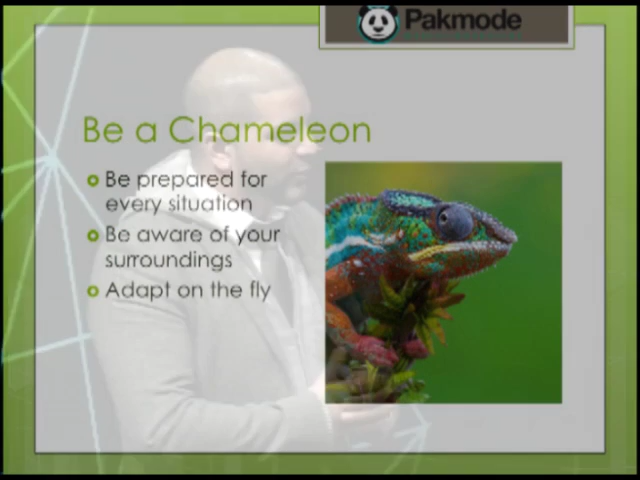 Pakmode
Be a Chameleon
Be prepared for
every situation
Be aware of your
surroundings
Adapt on the fly